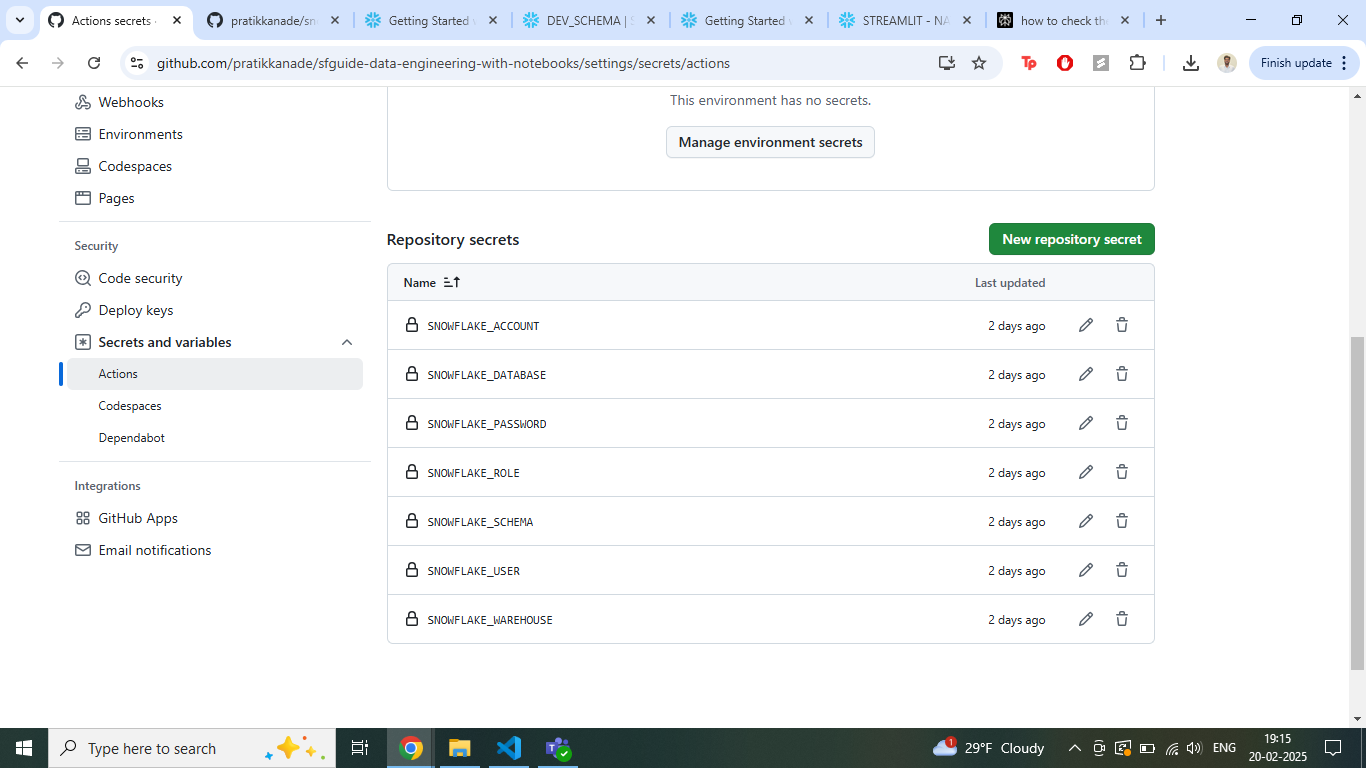 Actions secrets ·
pratikkanade/sn
Getting Started w
DEV_SCHEMA | S
Getting Started w
STREAMLIT - NA
how to check the
github.com/pratikkanade/sfguide-data-engineering-with-notebooks/settings/secrets/actions
Tp
Finish update
Webhooks
Environments
Codespaces
Pages
Security
Code security
Deploy keys
Secrets and variables
Actions
Codespaces
Dependabot
Integrations
GitHub Apps
Email notifications
This environment has no secrets.
Manage environment secrets
Repository secrets
New repository secret
Name
Last updated
SNOWFLAKE_ACCOUNT 2 days ago
SNOWFLAKE_DATABASE 2 days ago
SNOWFLAKE_PASSWORD 2 days ago
SNOWFLAKE_ROLE 2 days ago
SNOWFLAKE_SCHEMA 2 days ago
SNOWFLAKE_USER 2 days ago
SNOWFLAKE_WAREHOUSE 2 days ago
Type here to search
1
29°F Cloudy
ENG
19:15
20-02-2025